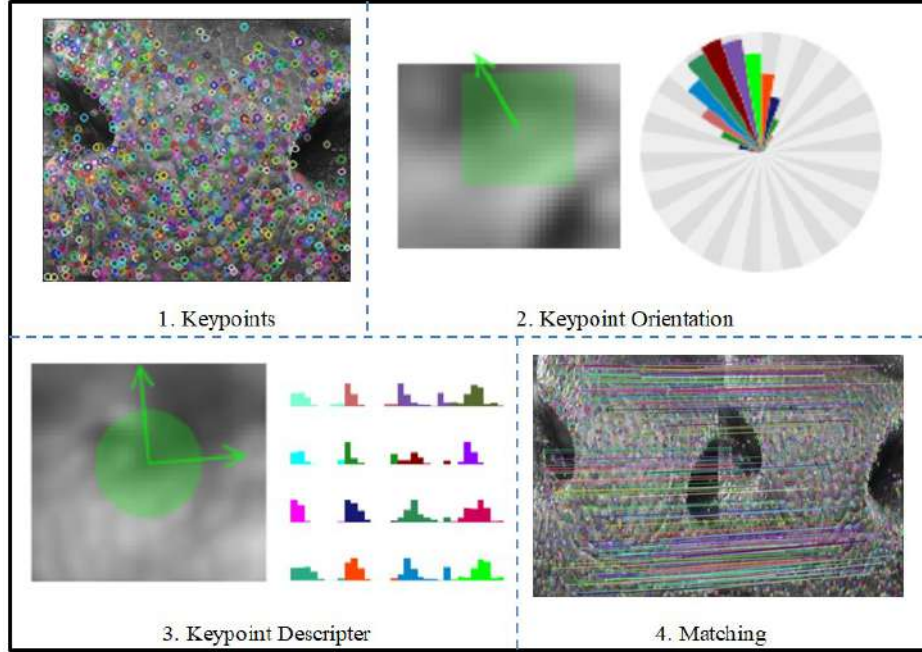 1. Keypoints
2. Keypoint Orientation
3. Keypoint Descripter
4. Matching